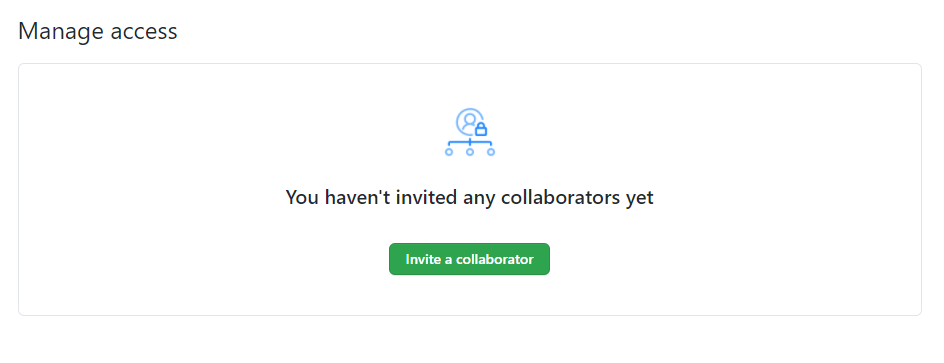 Manage access
You haven't invited any collaborators yet
Invite a collaborator